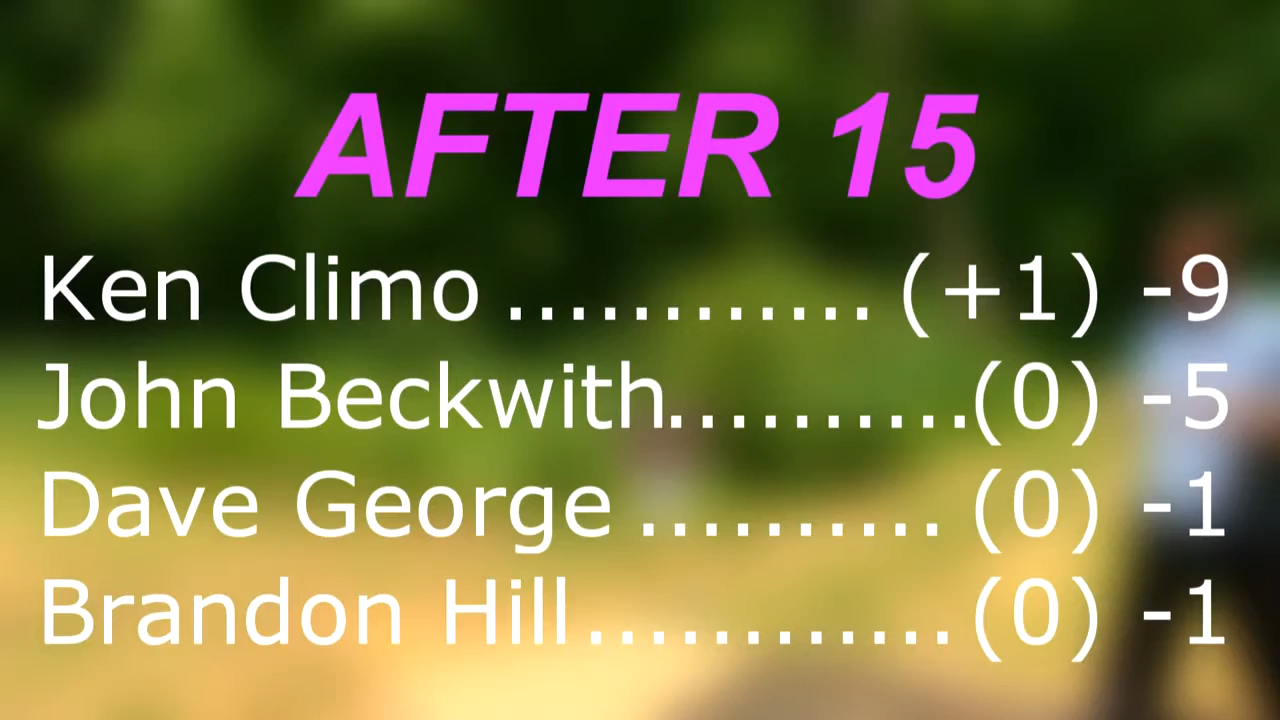 AFTER 15
Ken Climo ............ (+1) -9
John Beckwith..........(0) -5
Dave George .......... (0) -1
Brandon Hill............ (0) -1